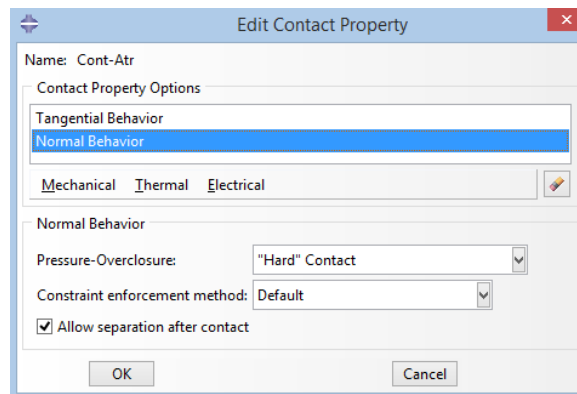 Edit Contact Property
Name: Cont-Atr
Contact Property Options
Tangential Behavior
Normal Behavior
Mechanical Thermal Electrical
Normal Behavior
Pressure-Overclosure: "Hard" Contact
Constraint enforcement method: Default
Allow separation after contact
OK Cancel